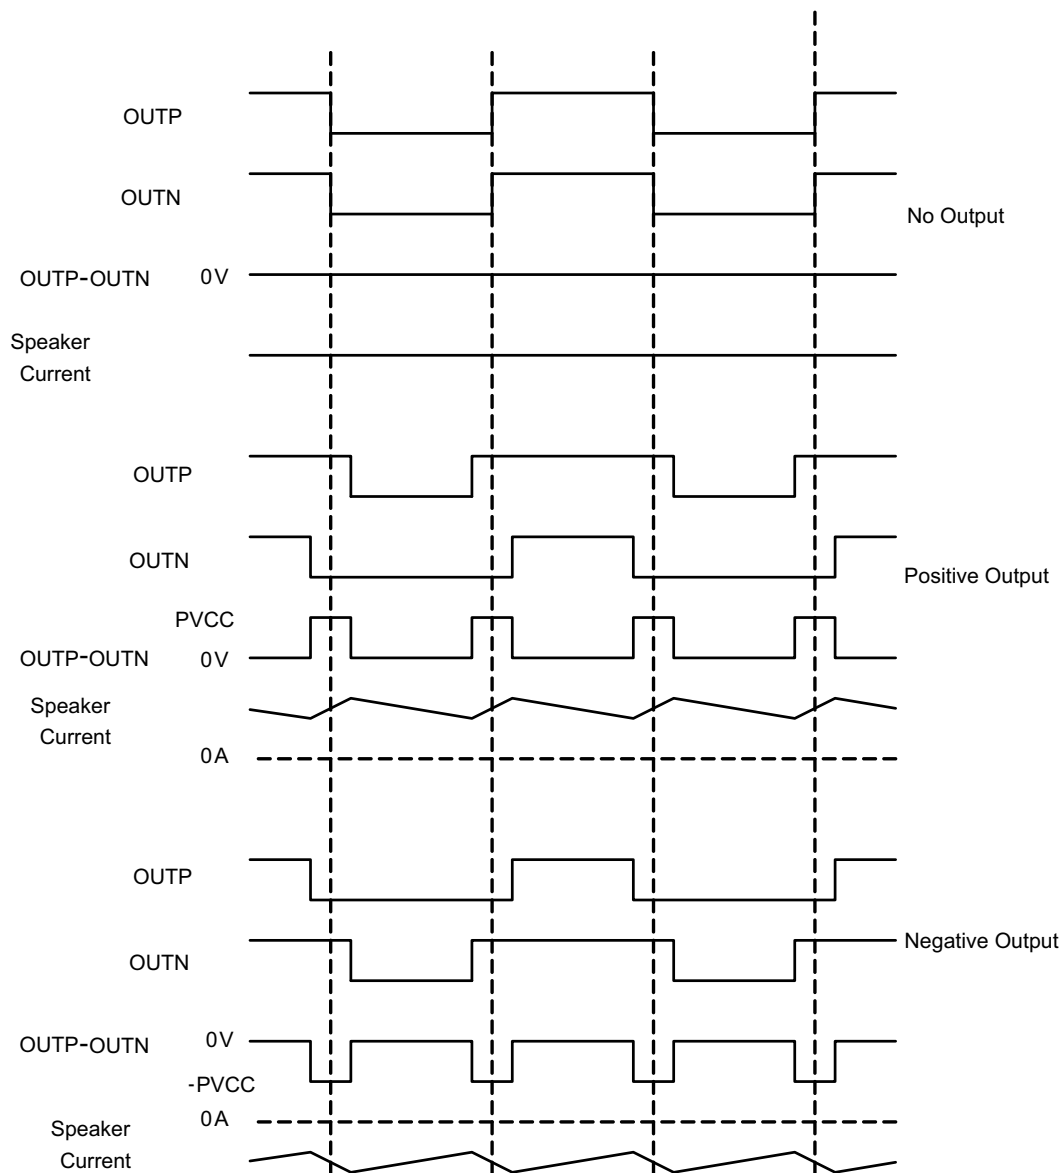 OUTP
OUTN
No Output
OUTP-OUTN 0V
Speaker
Current
OUTP
OUTN
Positive Output
PVCC
OUTP-OUTN 0V
Speaker
Current
0A
OUTP
OUTN
Negative Output
OUTP-OUTN 0V
-PVCC
0A
Speaker
Current